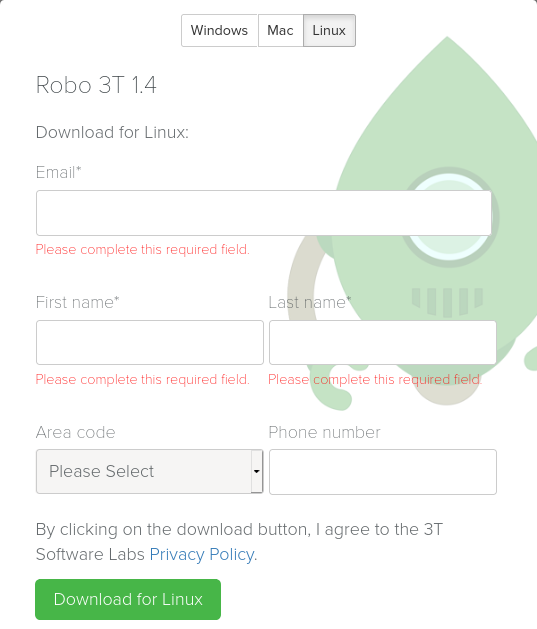 Windows Mac Linux
Robo 3T 1.4
Download for Linux:
Email*
Please complete this required field.
First name* Last name*
Please complete this required field. Please complete this required field.
Area code Phone number
Please Select
By clicking on the download button, I agree to the 3T
Software Labs Privacy Policy.
Download for Linux